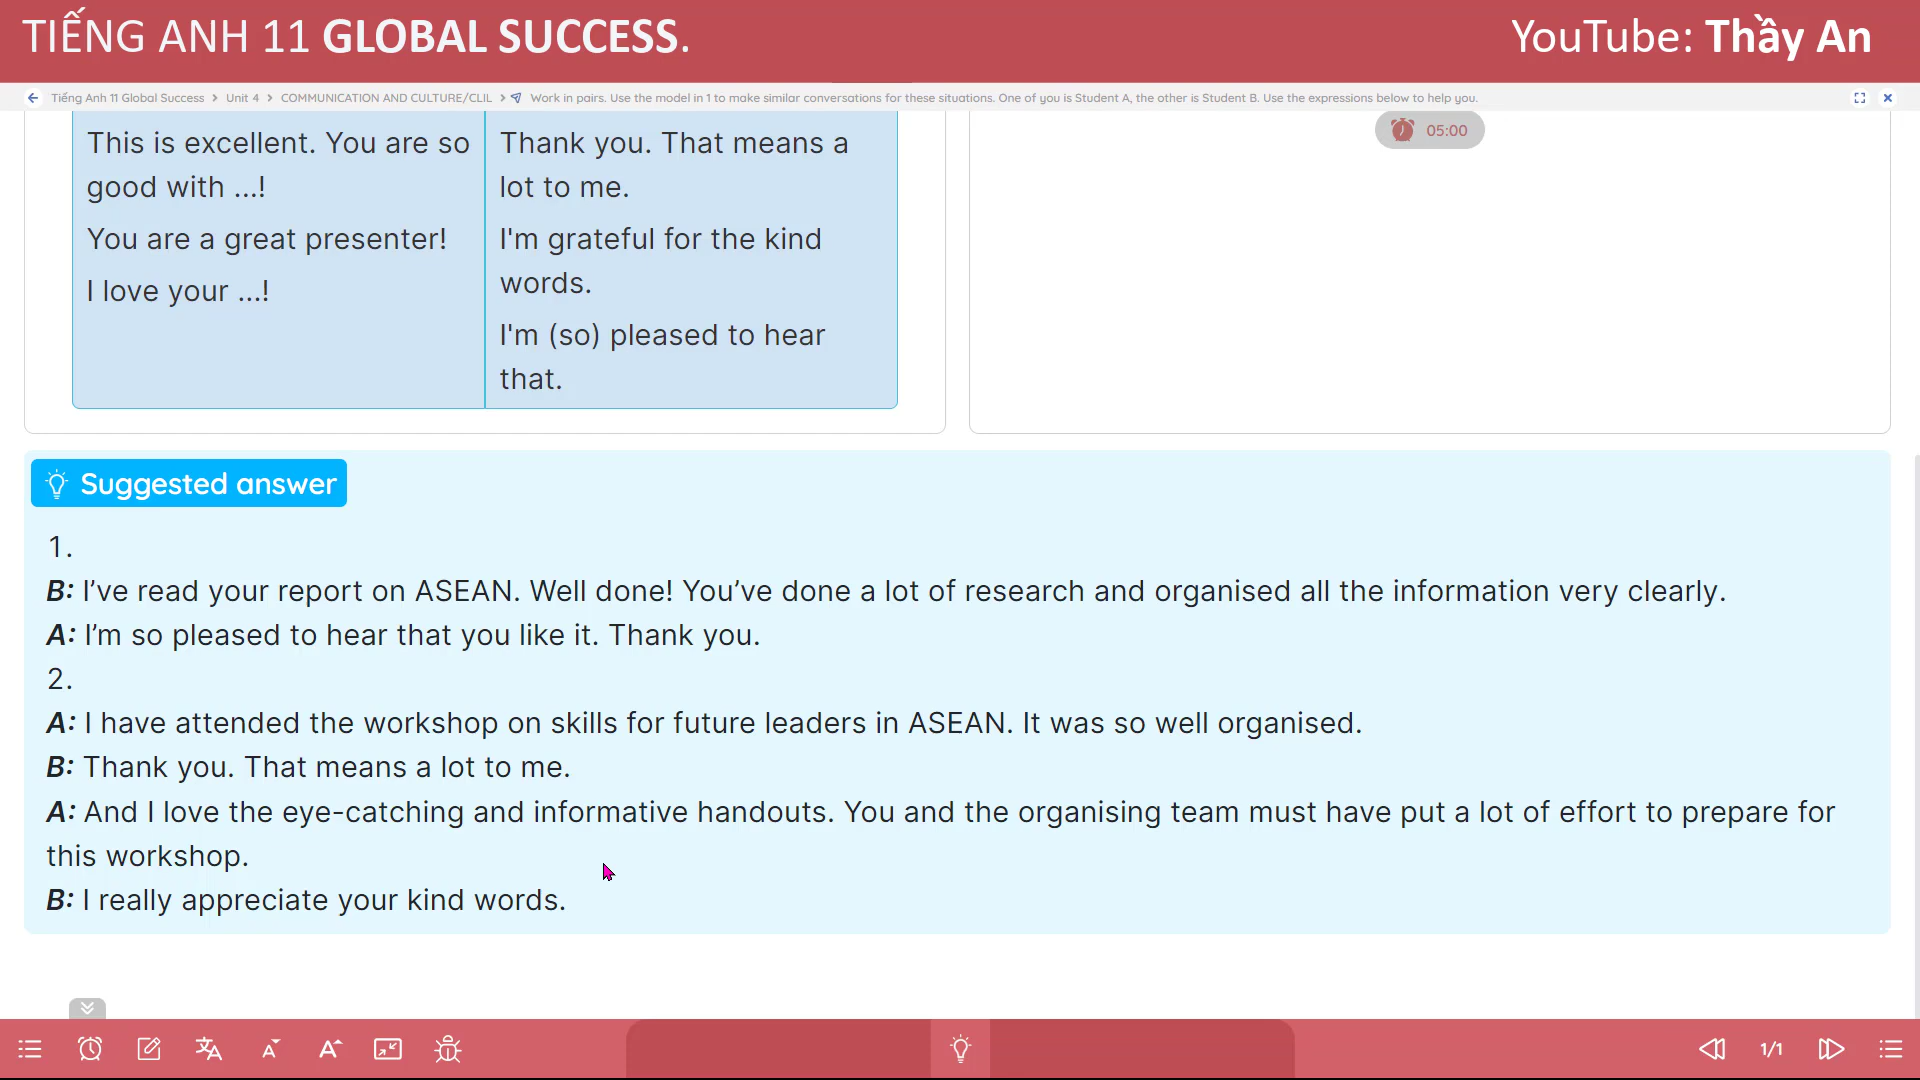 TIẾNG ANH 11 GLOBAL SUCCESS.
YouTube: Thầy An
Tiếng Anh 11 Global Success > Unit 4 > COMMUNICATION AND CULTURE/CLIL > Work in pairs. Use the model in 1 to make similar conversations for these situations. One of you is Student A, the other is Student B. Use the expressions below to help you.
This is excellent. You are so
good with ...!
You are a great presenter!
I love your ...!
Thank you. That means a
lot to me.
I'm grateful for the kind
words.
I'm (so) pleased to hear
that.
05:00
Suggested answer
1.
B: I’ve read your report on ASEAN. Well done! You’ve done a lot of research and organised all the information very clearly.
A: I’m so pleased to hear that you like it. Thank you.
2.
A: I have attended the workshop on skills for future leaders in ASEAN. It was so well organised.
B: Thank you. That means a lot to me.
A: And I love the eye-catching and informative handouts. You and the organising team must have put a lot of effort to prepare for
this workshop.
B: I really appreciate your kind words.
1/1